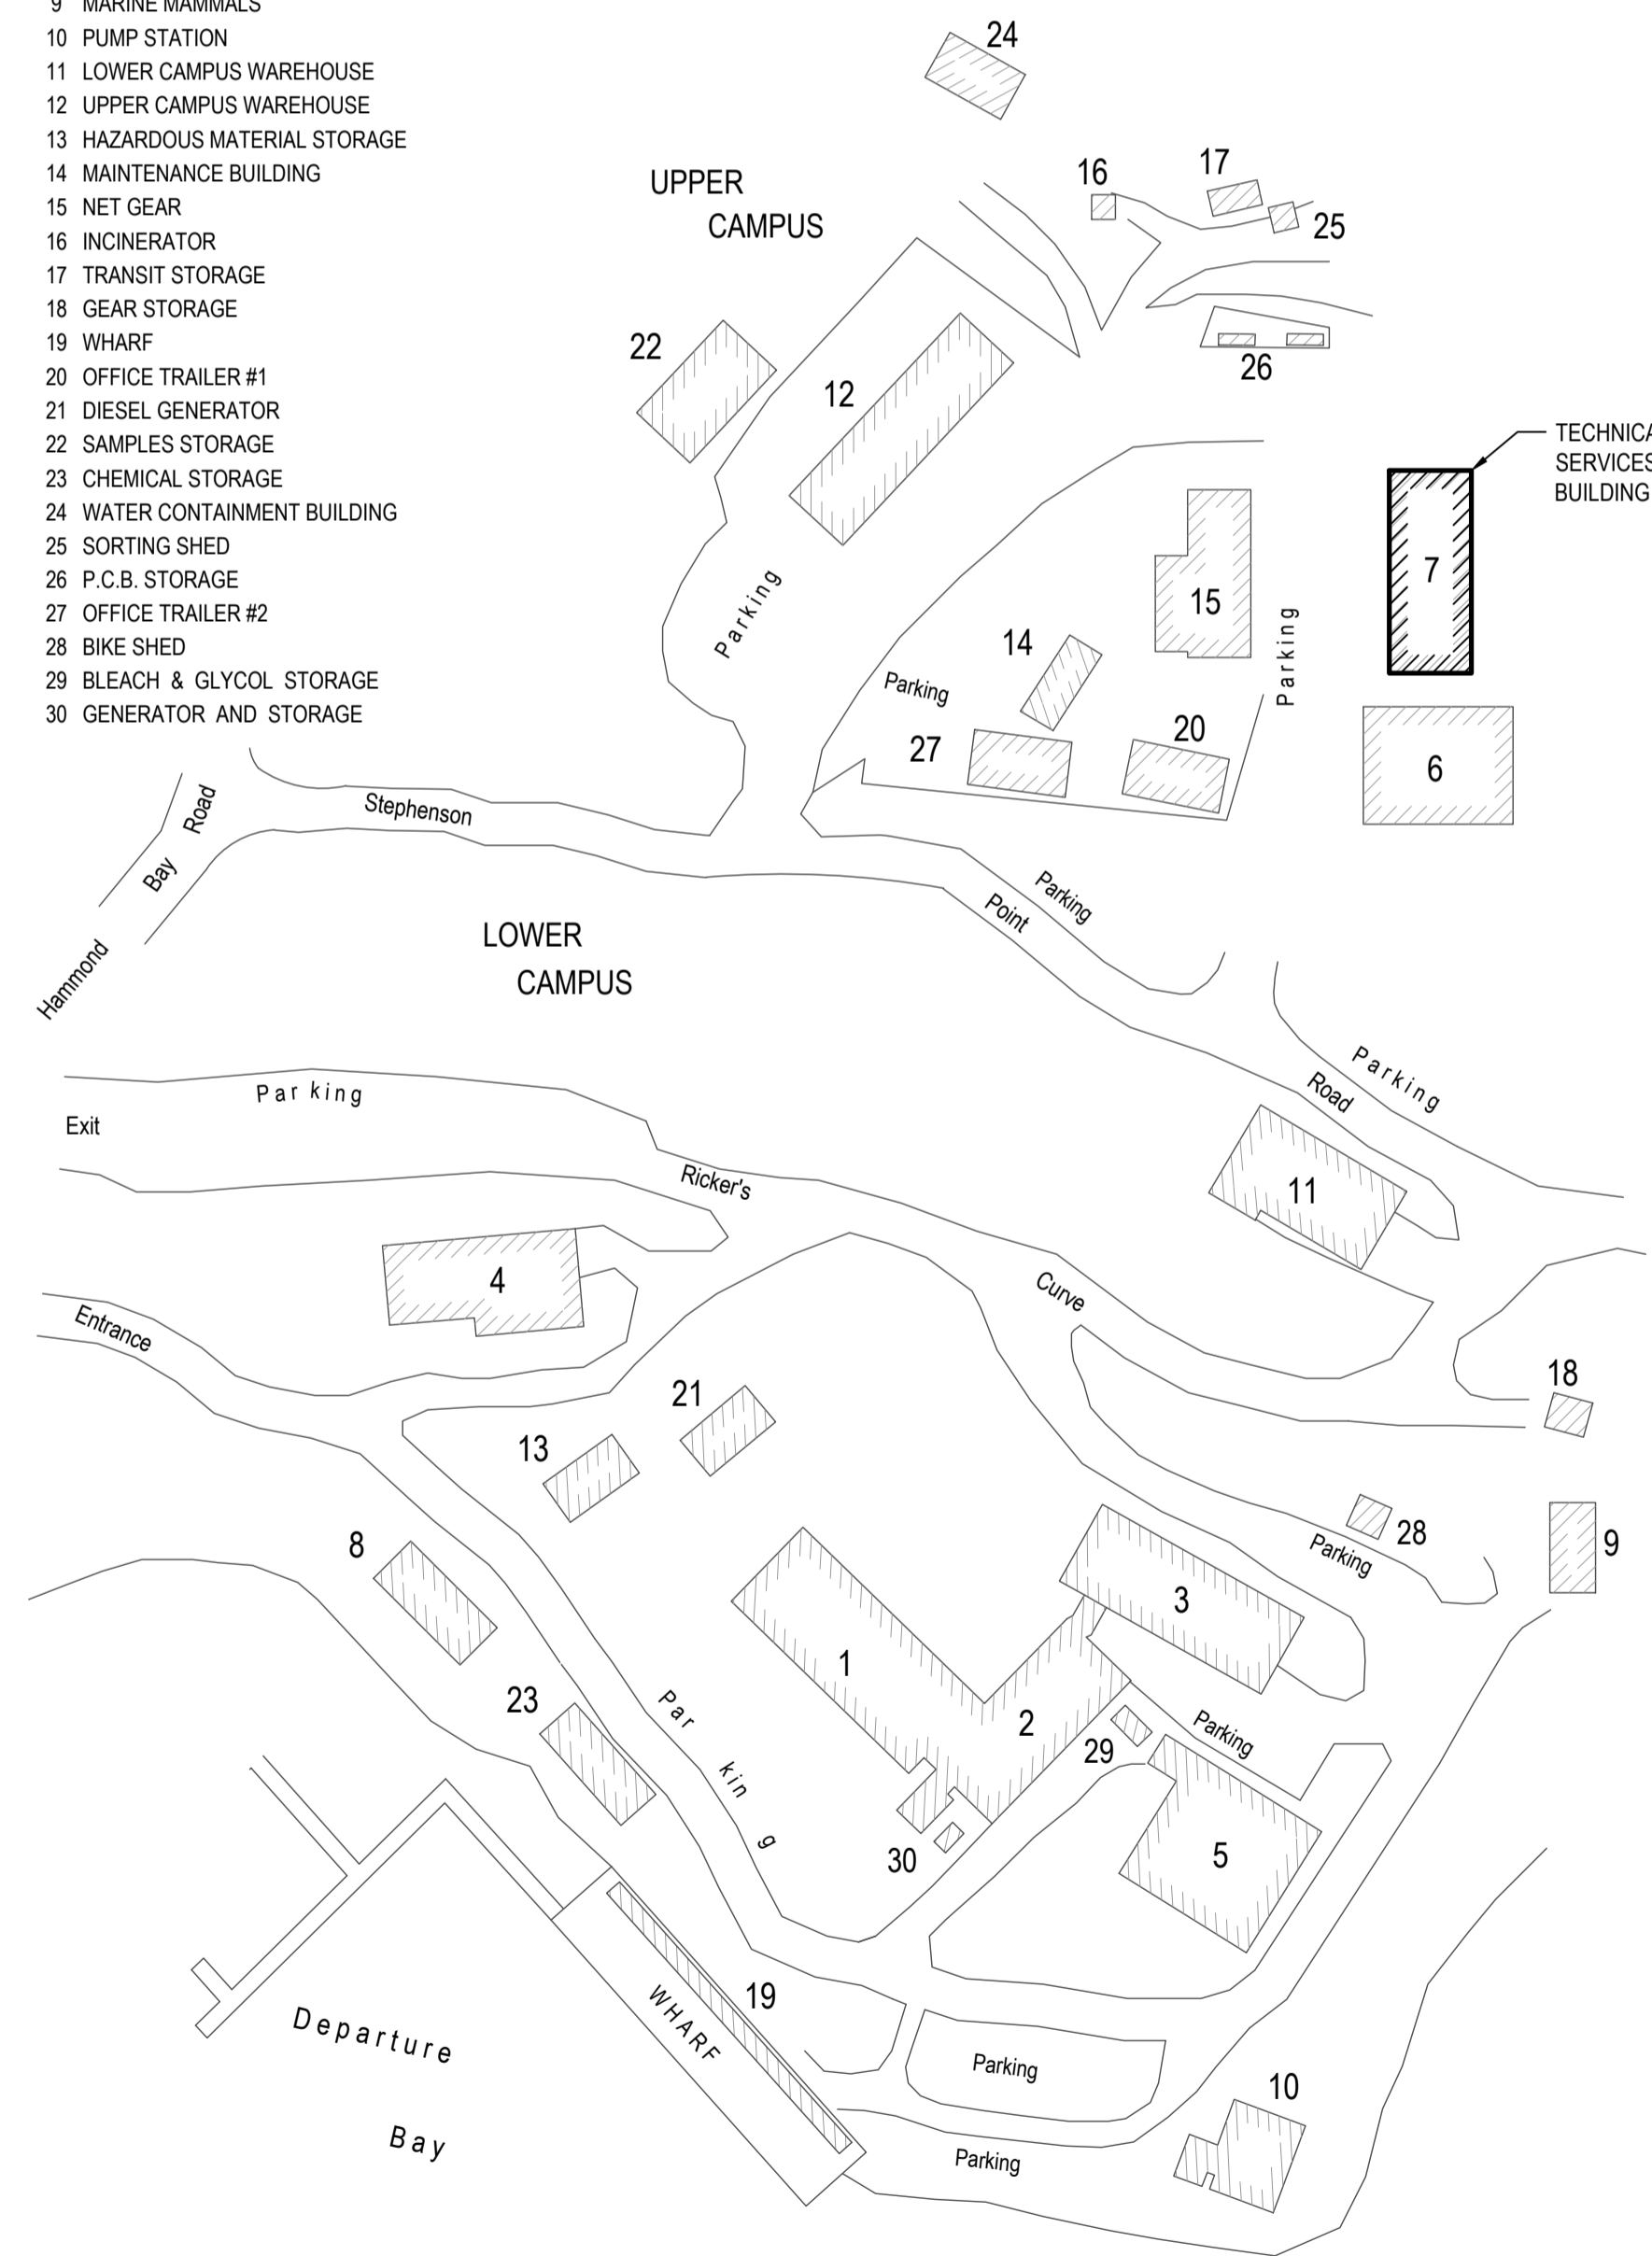 9 MARINE MAMMALS
10 PUMP STATION
11 LOWER CAMPUS WAREHOUSE
12 UPPER CAMPUS WAREHOUSE
13 HAZARDOUS MATERIAL STORAGE
14 MAINTENANCE BUILDING
15 NET GEAR
16 INCINERATOR
17 TRANSIT STORAGE
18 GEAR STORAGE
19 WHARF
20 OFFICE TRAILER #1
21 DIESEL GENERATOR
22 SAMPLES STORAGE
23 CHEMICAL STORAGE
24 WATER CONTAINMENT BUILDING
25 SORTING SHED
26 P.C.B. STORAGE
27 OFFICE TRAILER #2
28 BIKE SHED
29 BLEACH & GLYCOL STORAGE
30 GENERATOR AND STORAGE
24
16
17
25
UPPER
CAMPUS
22
12
26
TECHNICA
SERVICES
BUILDING
7
15
14
Parking
Parking
Parking
27
20
6
Hammond
Bay
Road
Stephenson
Point
Road
Parking
Parking
LOWER
CAMPUS
Parking
Exit
Ricker's
Curve
11
4
Entrance
18
21
13
28
Parking
9
8
3
1
2
23
Parking
Parking
29
5
30
19
WHARF
Departure
Bay
Parking
10
Parking